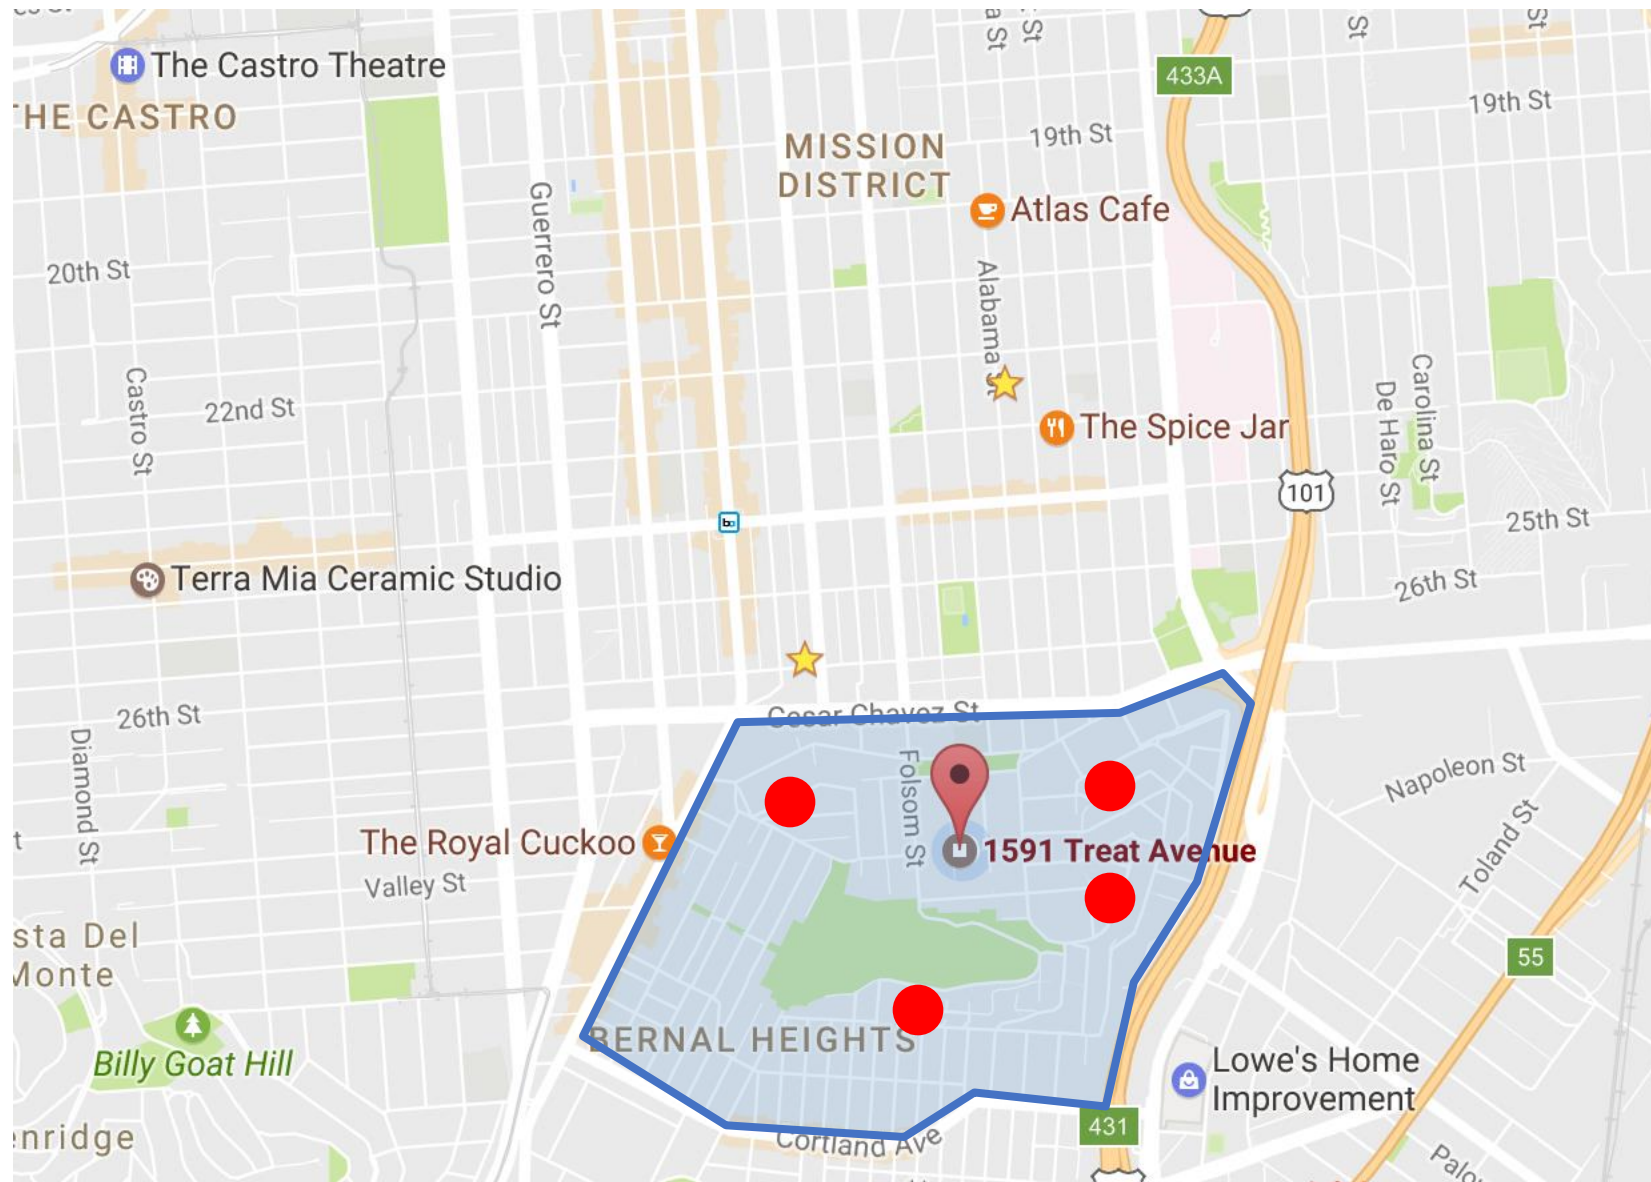 The Castro Theatre
THE CASTRO
433A
19th St
MISSION
DISTRICT
19th St
Atlas Cafe
Guerrero St
20th St
Alabama St
Castro St
22nd St
The Spice Jar
De Haro St
Carolina St
101
25th St
Terra Mia Ceramic Studio
26th St
26th St
Cesar Chavez St
Diamond St
Folsom St
Napoleon St
The Royal Cuckoo
1591 Treat Avenue
Valley St
Toland St
sta Del
Monte
55
BERNAL HEIGHTS
Billy Goat Hill
Lowe's Home
Improvement
431
Cortland Ave
enridge